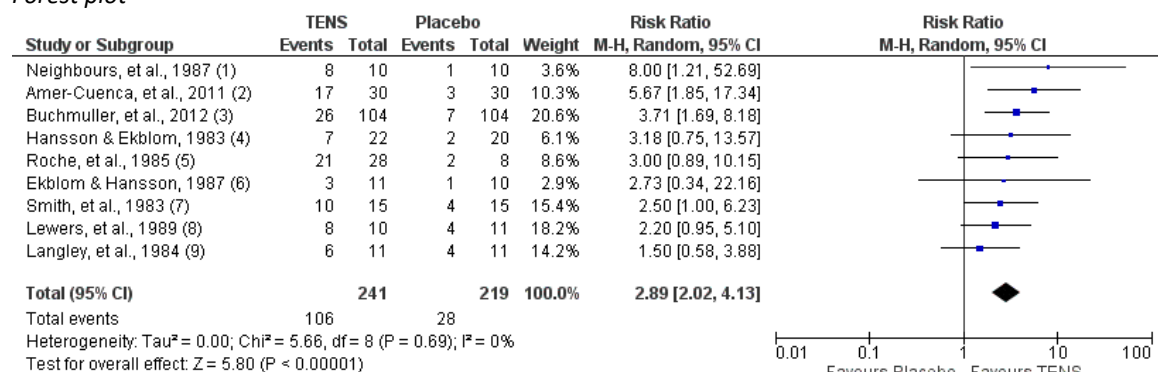 Forest plot
TENS Placebo Risk Ratio Risk Ratio
Study or Subgroup Events Total Events Total Weight M-H, Random, 95% CI M-H, Random, 95% CI
Neighbours, et al., 1987 (1) 8 10 1 10 3.6% 8.00 [1.21, 52.69]
Amer-Cuenca, et al., 2011 (2) 17 30 3 30 10.3% 5.67 [1.85, 17.34]
Buchmuller, et al., 2012 (3) 26 104 7 104 20.6% 3.71 [1.69, 8.18]
Hansson & Ekblom, 1983 (4) 7 22 2 20 6.1% 3.18 [0.75, 13.57]
Roche, et al., 1985 (5) 21 28 2 8 8.6% 3.00 [0.89, 10.15]
Ekblom & Hansson, 1987 (6) 3 11 1 10 2.9% 2.73 [0.34, 22.16]
Smith, et al., 1983 (7) 10 15 4 15 15.4% 2.50 [1.00, 6.23]
Lewers, et al., 1989 (8) 8 10 4 11 18.2% 2.20 [0.95, 5.10]
Langley, et al., 1984 (9) 6 11 4 11 14.2% 1.50 [0.58, 3.88]
Total (95% CI) 241 219 100.0% 2.89 [2.02, 4.13]
Total events 106 28
Heterogeneity: Tau² = 0.00; Chi² = 5.66, df = 8 (P = 0.69); I² = 0%
Test for overall effect: Z = 5.80 (P < 0.00001)
0.01 0.1 1 10 100
Favours Placebo Favours TENS